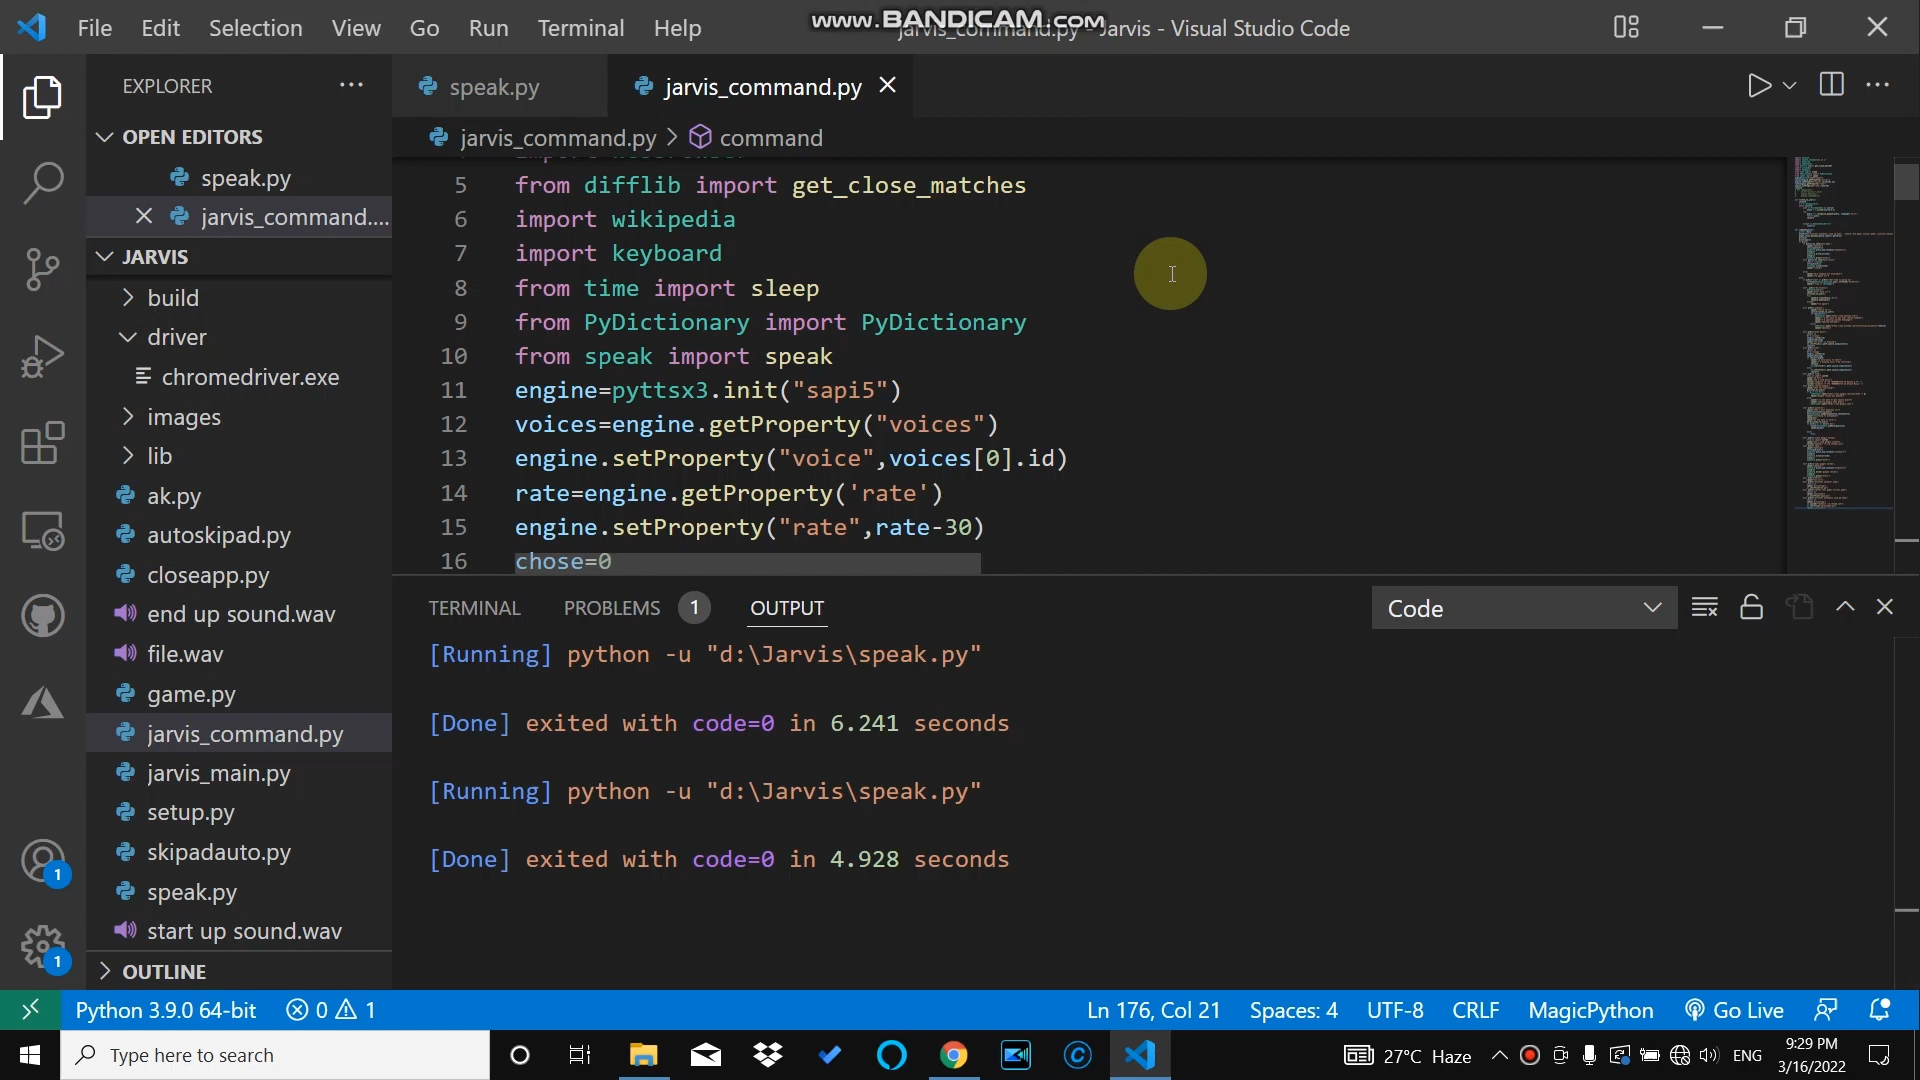 File Edit Selection View Go Run Terminal Help
www.BANDICAM.com
jarvis_command.py - Jarvis - Visual Studio Code
EXPLORER
OPEN EDITORS
speak.py
jarvis_command....
JARVIS
build
driver
chromedriver.exe
images
lib
ak.py
autoskipad.py
closeapp.py
end up sound.wav
file.wav
game.py
jarvis_command.py
jarvis_main.py
setup.py
skipadauto.py
speak.py
start up sound.wav
OUTLINE
speak.py
jarvis_command.py
jarvis_command.py > command
5 from difflib import get_close_matches
6 import wikipedia
7 import keyboard
8 from time import sleep
9 from PyDictionary import PyDictionary
10 from speak import speak
11 engine=pyttsx3.init("sapi5")
12 voices=engine.getProperty("voices")
13 engine.setProperty("voice",voices[0].id)
14 rate=engine.getProperty('rate')
15 engine.setProperty("rate",rate-30)
16 chose=0
TERMINAL PROBLEMS 1 OUTPUT Code
[Running] python -u "d:\Jarvis\speak.py"
[Done] exited with code=0 in 6.241 seconds
[Running] python -u "d:\Jarvis\speak.py"
[Done] exited with code=0 in 4.928 seconds
1
1
Python 3.9.0 64-bit 0 1 Ln 176, Col 21 Spaces: 4 UTF-8 CRLF MagicPython Go Live
Type here to search
27°C Haze
ENG
9:29 PM
3/16/2022